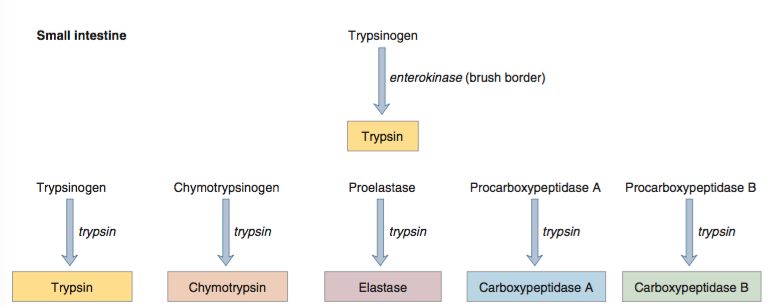 Small intestine
Trypsinogen
enterokinase (brush border)
Trypsin
Trypsinogen
Chymotrypsinogen
Proelastase
Procarboxypeptidase A
Procarboxypeptidase B
trypsin
trypsin
trypsin
trypsin
trypsin
Trypsin
Chymotrypsin
Elastase
Carboxypeptidase A
Carboxypeptidase B